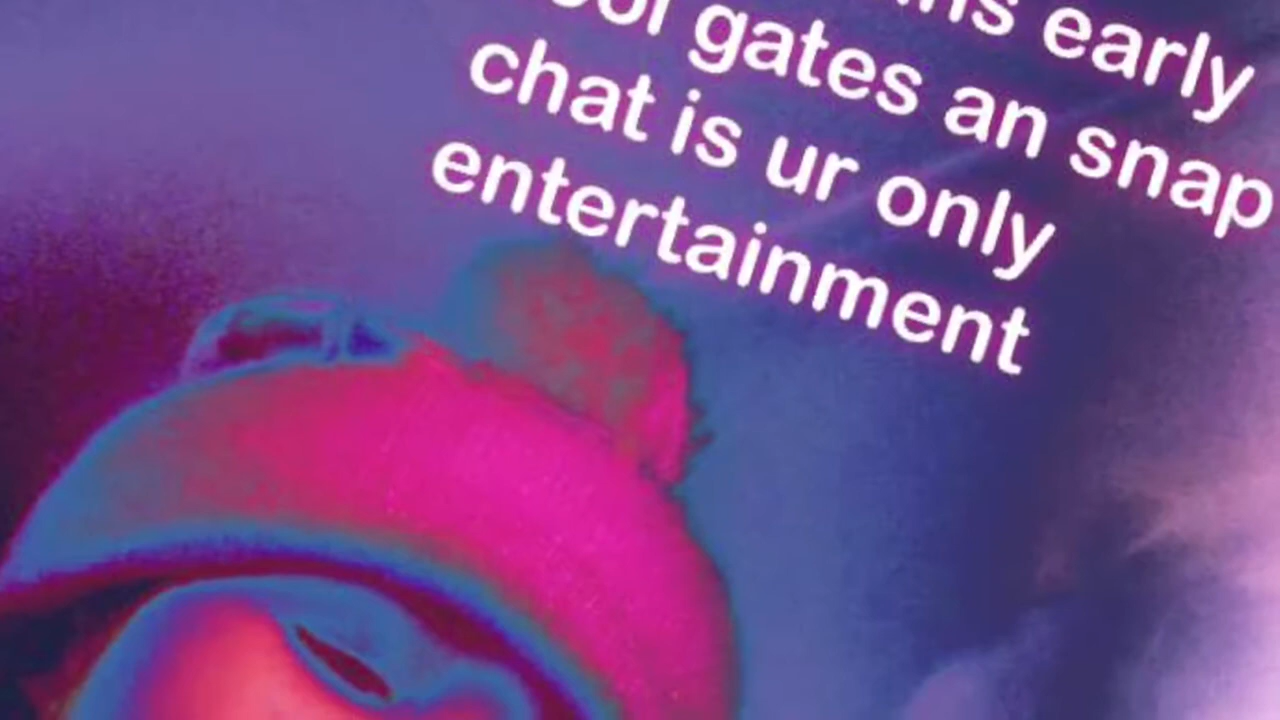 early
gates an snap
chat is ur only
entertainment